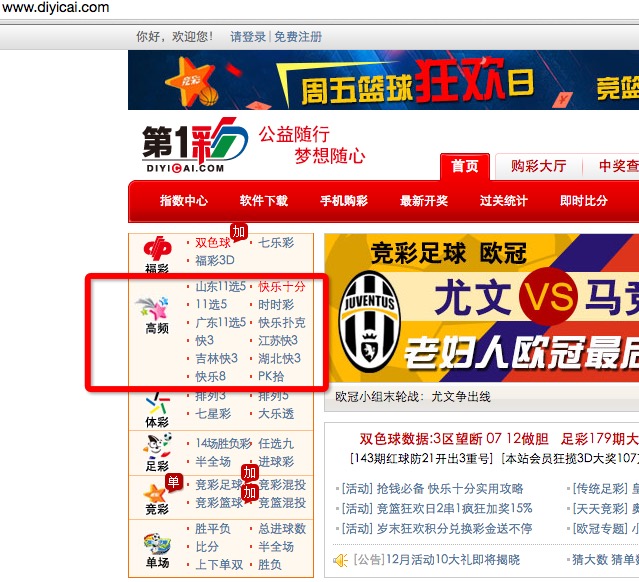 www.diyicai.com
你好，欢迎您！ 请登录 | 免费注册
竞彩
周五篮球狂欢日
竞篮
第1彩
DIYICAI.COM
公益随行
梦想随心
首页 购彩大厅 中奖查
指数中心 软件下载 手机购彩 最新开奖 过关统计 即时比分
福彩
双色球 加 七乐彩
福彩3D
高频
山东11选5 快乐十分
11选5 时时彩
广东11选5 快乐扑克
快3 江苏快3
吉林快3 湖北快3
快乐8 PK拾
体彩
排列3 排列5
七星彩 大乐透
足彩
14场胜负彩 任选九
半全场 进球彩
竞彩 单
竞彩足球 加 竞彩混投
竞彩篮球 加 竞篮混投
单场
胜平负 总进球数
比分 半全场
上下单双 胜负
竞彩足球 欧冠
JUVENTUS
尤文 VS 马竞
老妇人欧冠最后
欧冠小组末轮战：尤文争出线
双色球数据:3区望断 07 12做胆 足彩179期大
[143期红球防21开出3重号] [本站会员狂揽3D大奖107万
[活动] 抢钱必备 快乐十分实用攻略 [传统足彩]
[活动] 竞篮狂欢日2串1疯狂加奖15% [天天竞彩]
[活动] 岁末狂欢积分兑换彩金送不停 [欧冠专题]
[公告]12月活动10大礼即将揭晓 猜大数 猜单数